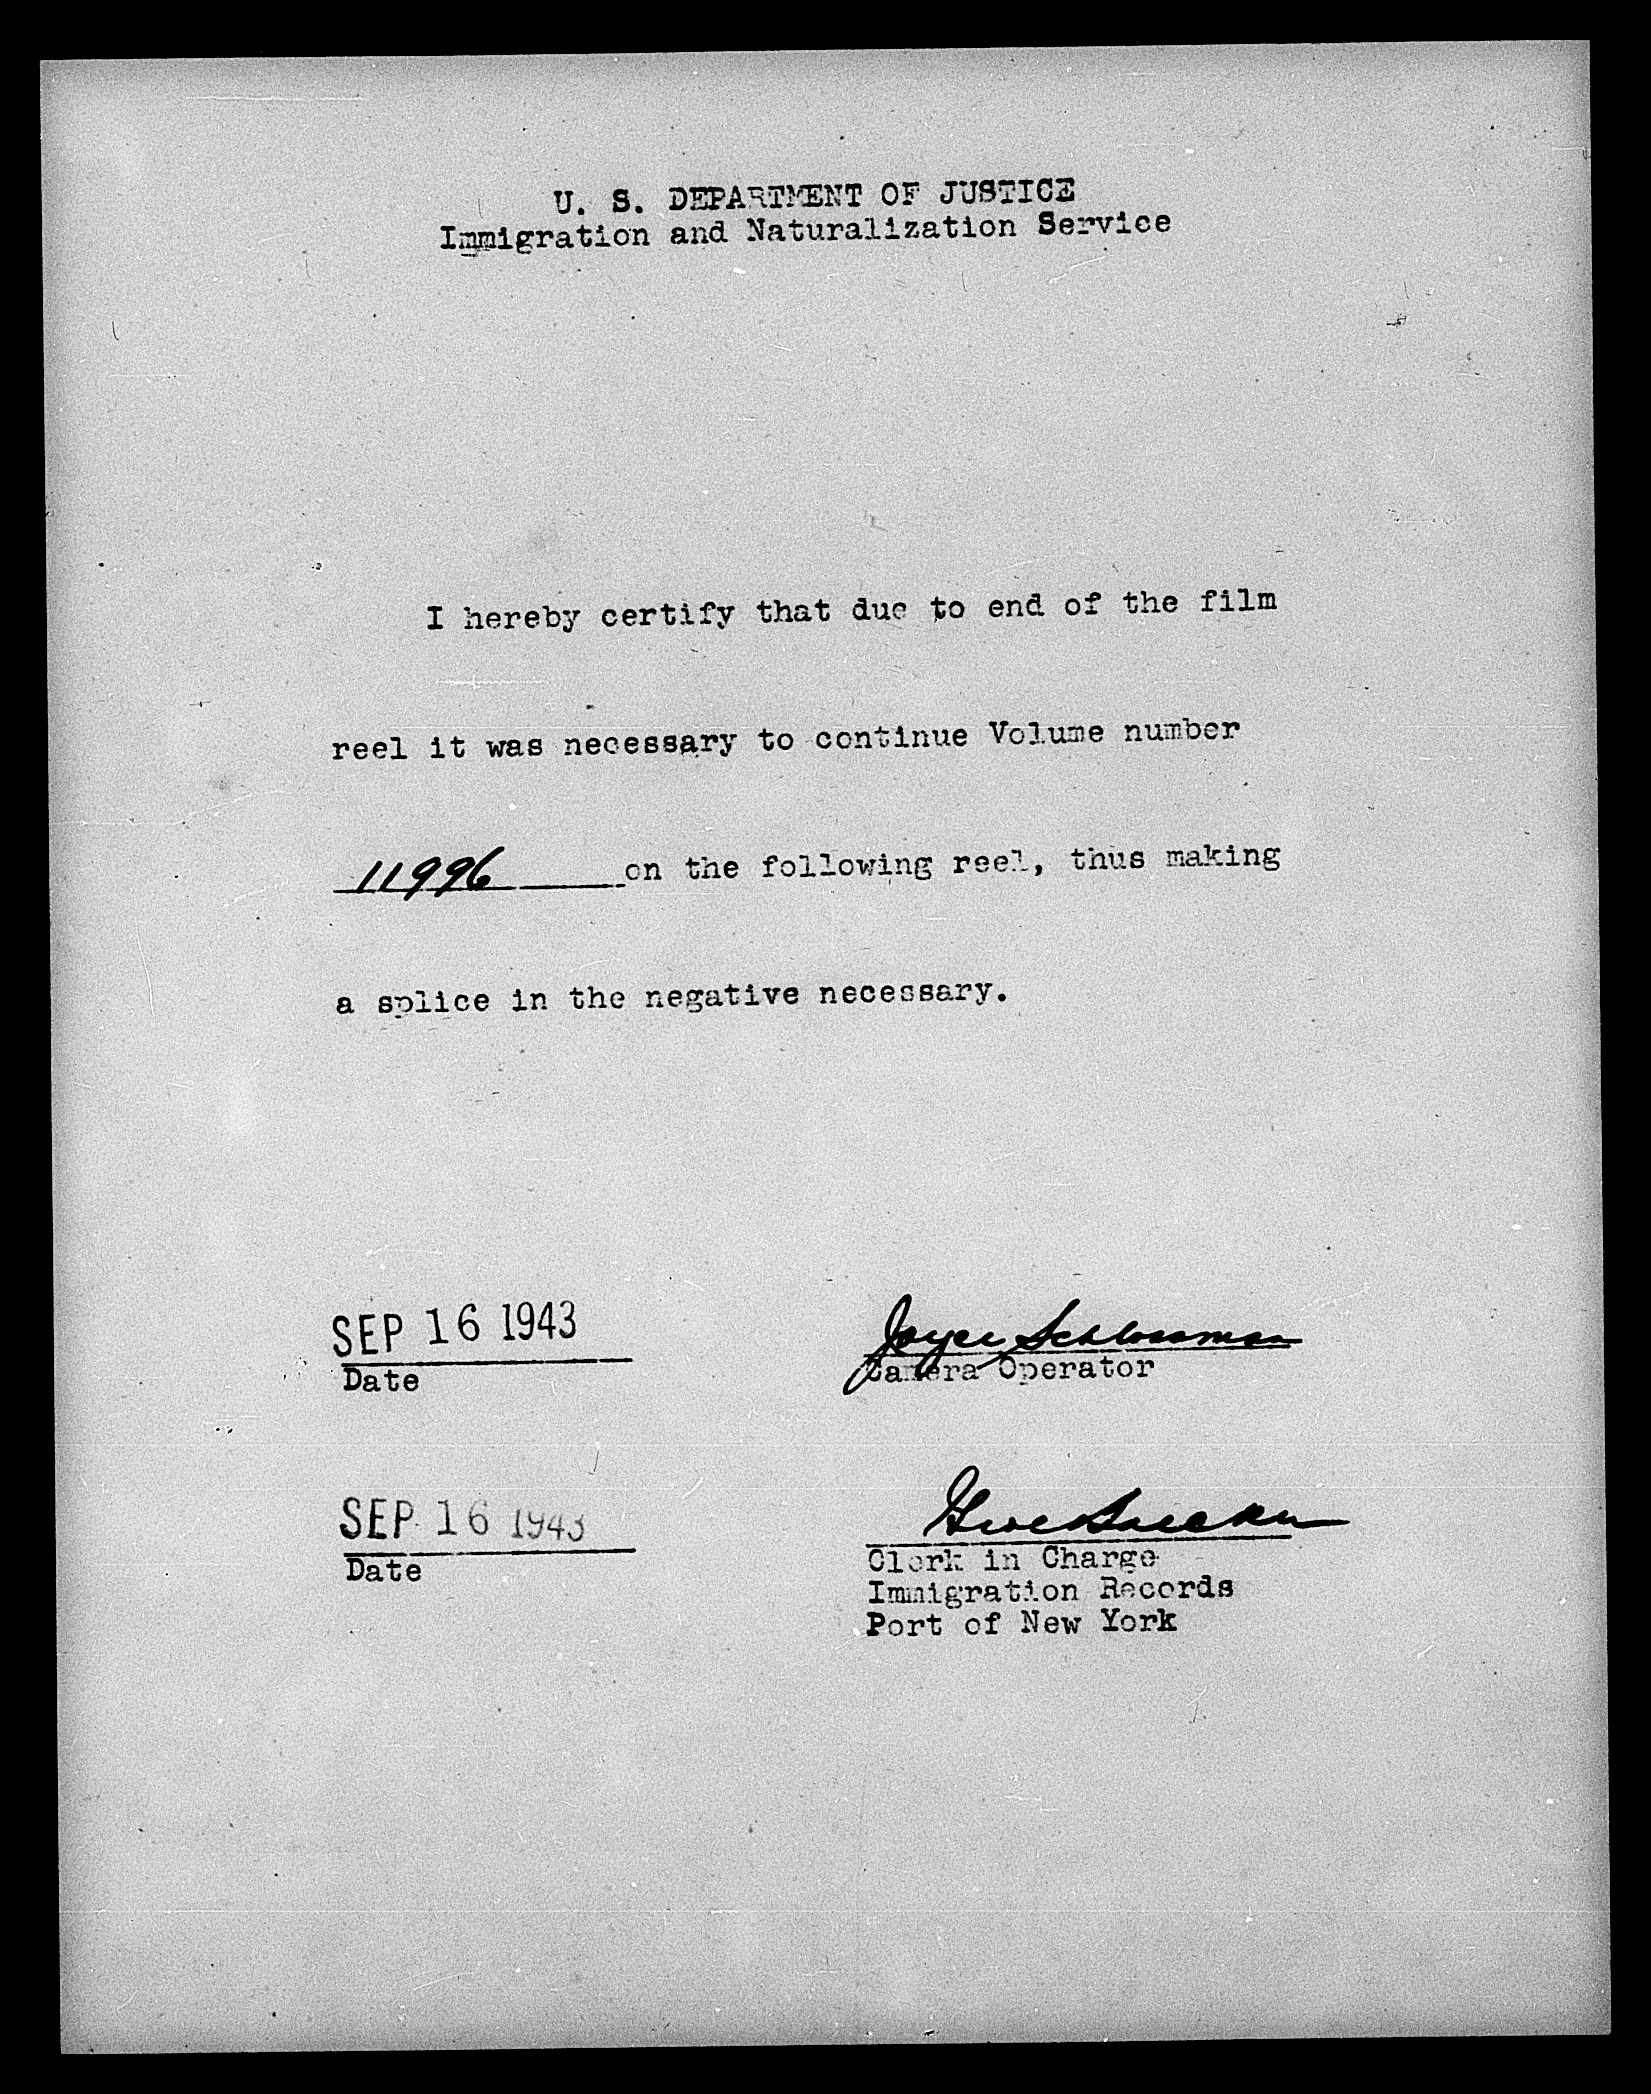 U. S. DEPARTMENT OF JUSTICE
Immigration and Naturalization Service
I hereby certify that due to end of the film
reel it was necessary to continue Volume number
11996 on the following reel, thus making
a splice in the negative necessary.
SEP 16 1943
Date
Joyce Schlossman
Camera Operator
SEP 16 1943
Date
Clerk in Charge
Immigration Records
Port of New York